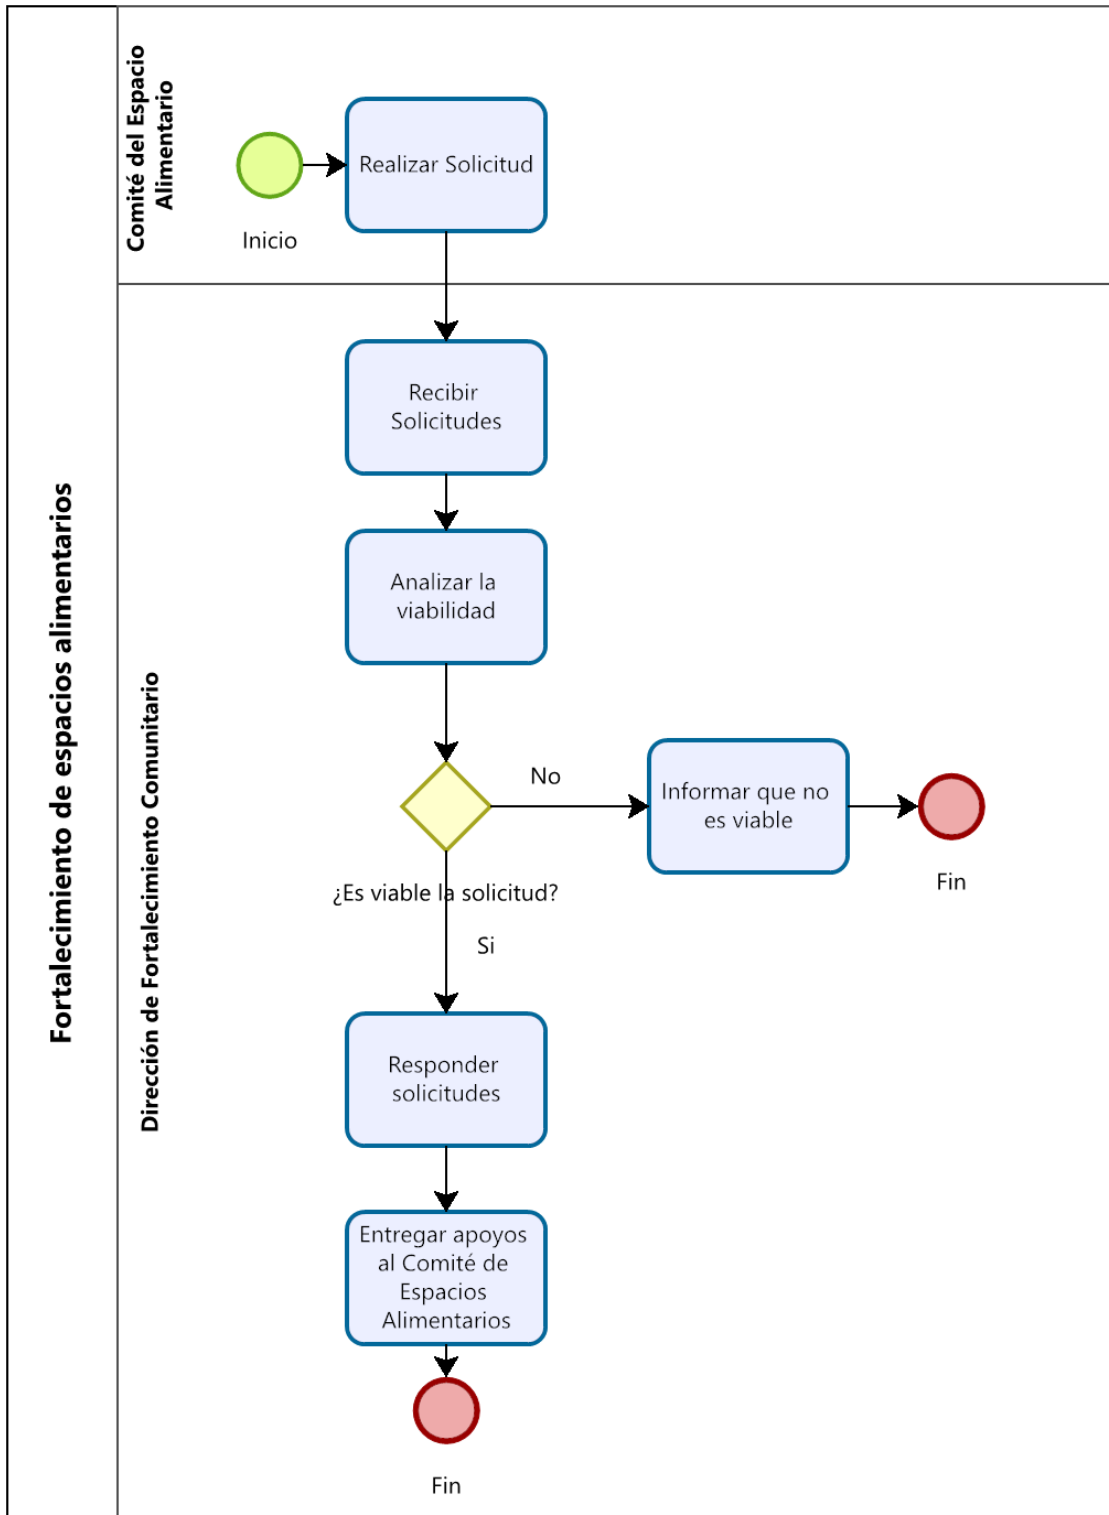 Fortalecimiento de espacios alimentarios
Comité del Espacio
Alimentario
Inicio
Realizar Solicitud
Dirección de Fortalecimiento Comunitario
Recibir
Solicitudes
Analizar la
viabilidad
¿Es viable la solicitud?
No
Informar que no
es viable
Fin
Si
Responder
solicitudes
Entregar apoyos
al Comité de
Espacios
Alimentarios
Fin